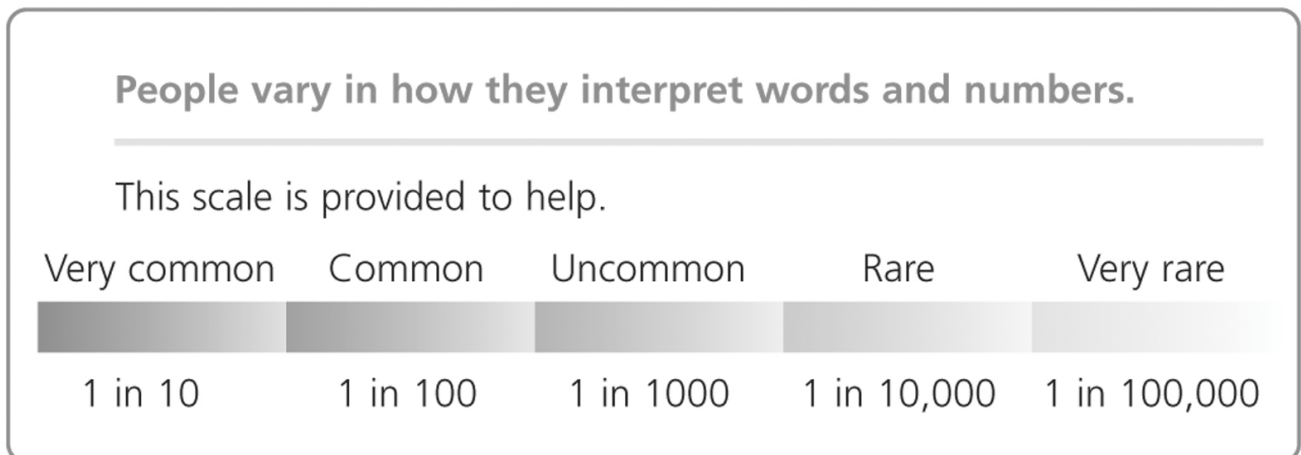 People vary in how they interpret words and numbers.
This scale is provided to help.
Very common Common Uncommon Rare Very rare
1 in 10 1 in 100 1 in 1000 1 in 10,000 1 in 100,000